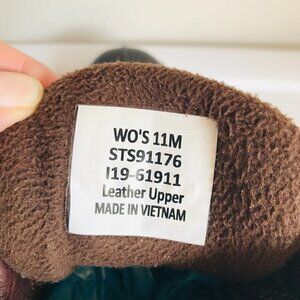 WO'S 11M
STS91176
I19-61911
Leather Upper
MADE IN VIETNAM